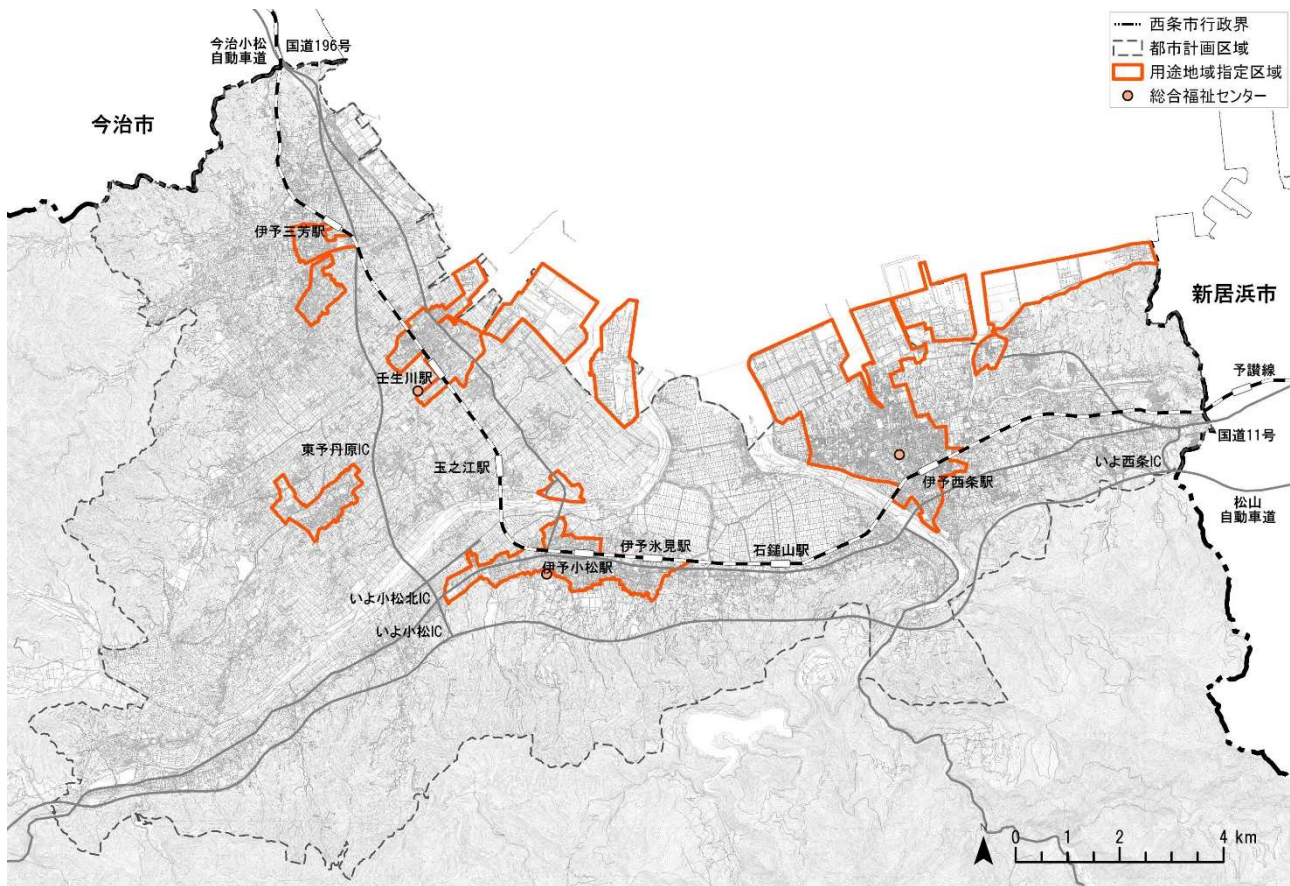 今治小松
自動車道
国道196号
西条市行政界
都市計画区域
用途地域指定区域
総合福祉センター
今治市
伊予三芳駅
新居浜市
壬生川駅
予讃線
国道11号
東予丹原IC
玉之江駅
いよ西条IC
伊予西条駅
松山
自動車道
伊予氷見駅
石鎚山駅
伊予小松駅
いよ小松北IC
いよ小松IC
N
0 1 2 4 km